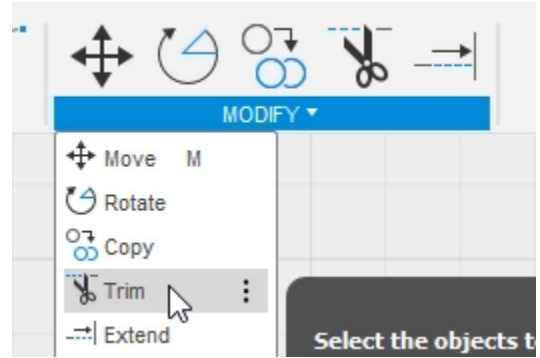 MODIFY
Move M
Rotate
Copy
Trim
Extend
Select the objects